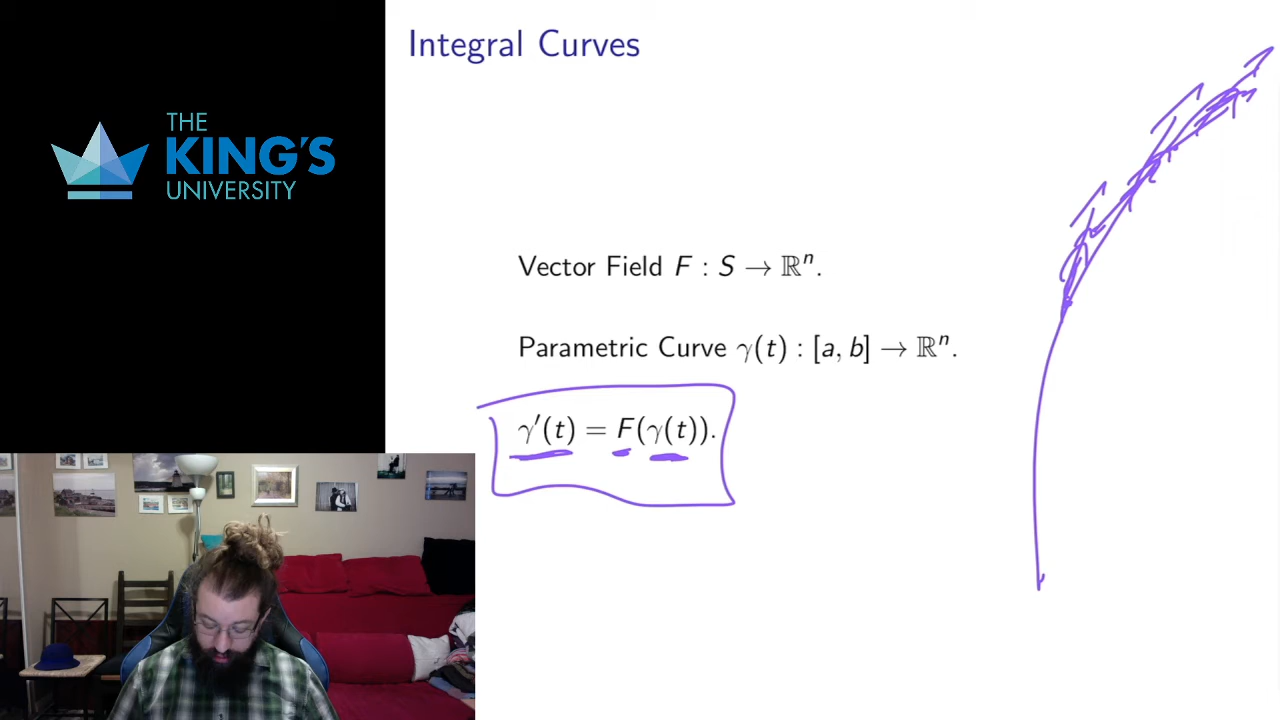 THE
KING'S
UNIVERSITY
Integral Curves
Vector Field F : S → ℝⁿ.
Parametric Curve γ(t) : [a, b] → ℝⁿ.
γ′(t) = F(γ(t)).